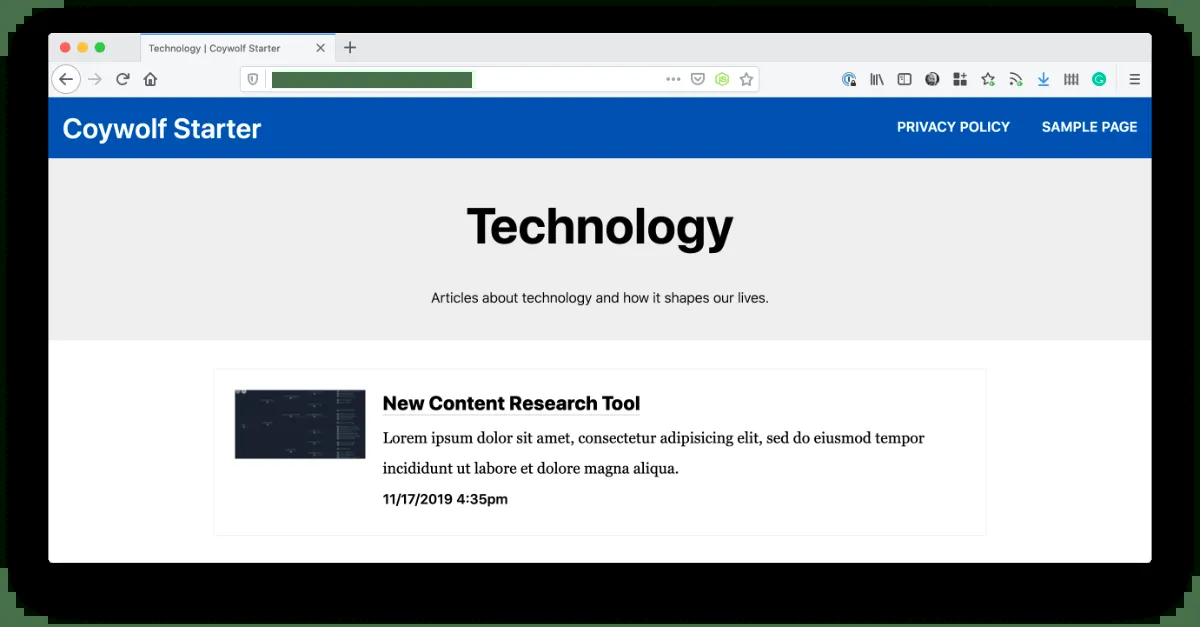 Technology | Coywolf Starter
Coywolf Starter
PRIVACY POLICY
SAMPLE PAGE
Technology
Articles about technology and how it shapes our lives.
New Content Research Tool
Lorem ipsum dolor sit amet, consectetur adipisicing elit, sed do eiusmod tempor
incididunt ut labore et dolore magna aliqua.
11/17/2019 4:35pm